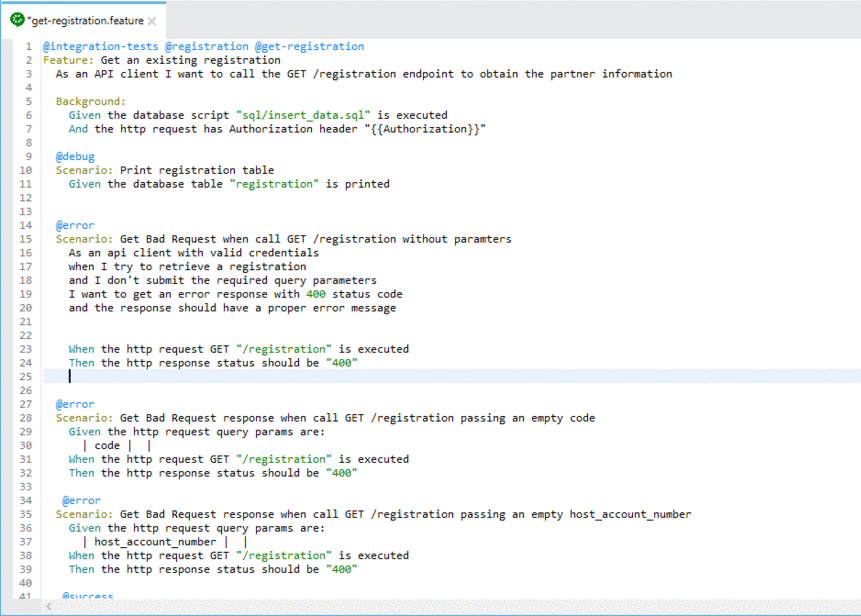 *get-registration.feature
1 @integration-tests @registration @get-registration
2 Feature: Get an existing registration
3 As an API client I want to call the GET /registration endpoint to obtain the partner information
4
5 Background:
6 Given the database script "sql/insert_data.sql" is executed
7 And the http request has Authorization header "{{Authorization}}"
8
9 @debug
10 Scenario: Print registration table
11 Given the database table "registration" is printed
12
13
14 @error
15 Scenario: Get Bad Request when call GET /registration without paramters
16 As an api client with valid credentials
17 when I try to retrieve a registration
18 and I don't submit the required query parameters
19 I want to get an error response with 400 status code
20 and the response should have a proper error message
21
22
23 When the http request GET "/registration" is executed
24 Then the http response status should be "400"
25
26
27 @error
28 Scenario: Get Bad Request response when call GET /registration passing an empty code
29 Given the http request query params are:
30 | code | |
31 When the http request GET "/registration" is executed
32 Then the http response status should be "400"
33
34 @error
35 Scenario: Get Bad Request response when call GET /registration passing an empty host_account_number
36 Given the http request query params are:
37 | host_account_number | |
38 When the http request GET "/registration" is executed
39 Then the http response status should be "400"
40
41 @success